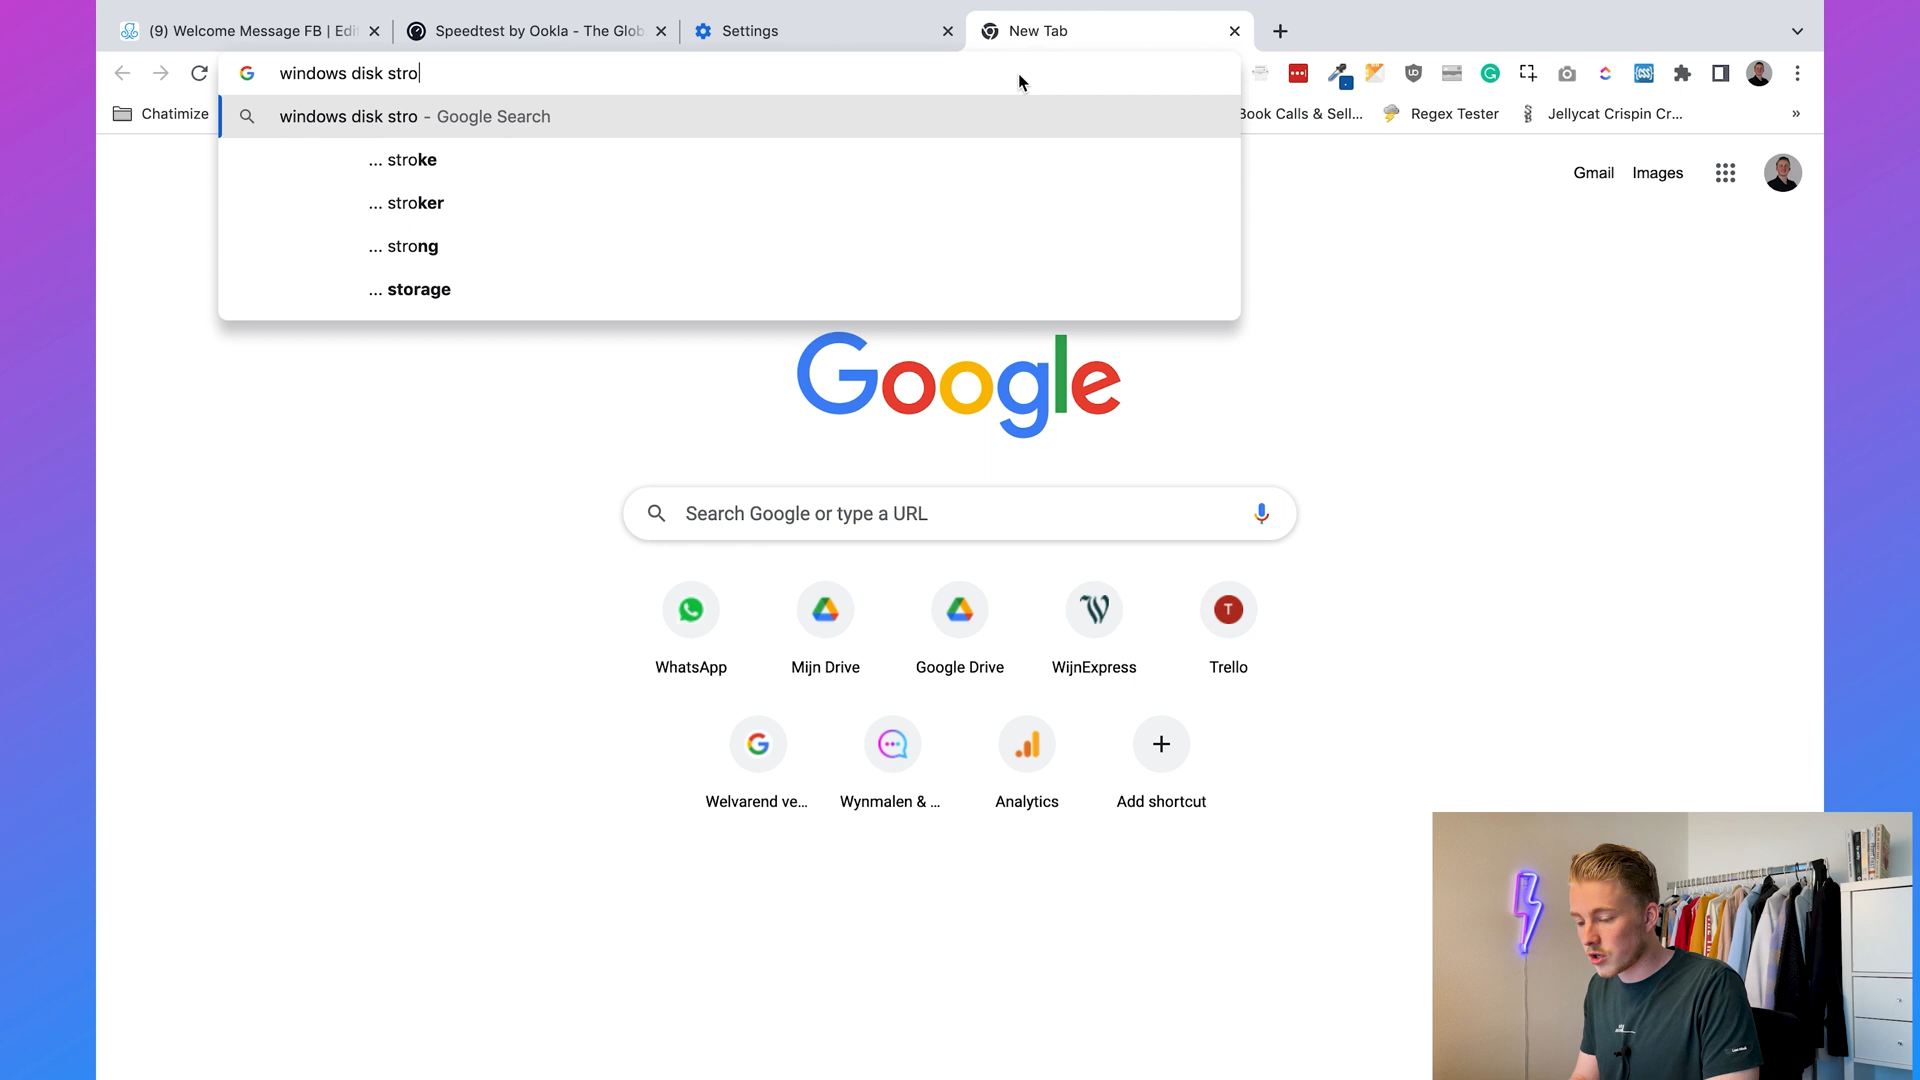 (9) Welcome Message FB | Edi
Speedtest by Ookla - The Glob
Settings
New Tab
windows disk stro
Chatimize
windows disk stro - Google Search
Book Calls & Sell...
Regex Tester
Jellycat Crispin Cr...
»
... stroke
... stroker
... strong
... storage
Gmail
Images
Google
Search Google or type a URL
WhatsApp
Mijn Drive
Google Drive
WijnExpress
T
Trello
Welvarend ve...
Wynmalen & ...
Analytics
Add shortcut